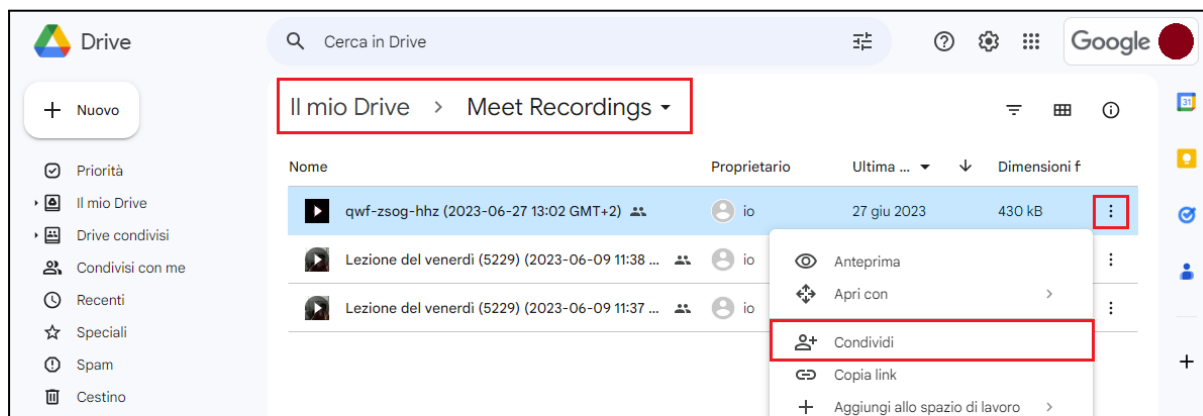 Drive
Cerca in Drive
Google
Nuovo
Il mio Drive > Meet Recordings
31
Priorità
Il mio Drive
Drive condivisi
Condivisi con me
Recenti
Speciali
Spam
Cestino
Nome Proprietario Ultima ... Dimensioni f
qwf-zsog-hhz (2023-06-27 13:02 GMT+2) io 27 giu 2023 430 kB
Lezione del venerdì (5229) (2023-06-09 11:38 ... io
Lezione del venerdì (5229) (2023-06-09 11:37 ... io
Anteprima
Apri con
Condividi
Copia link
Aggiungi allo spazio di lavoro